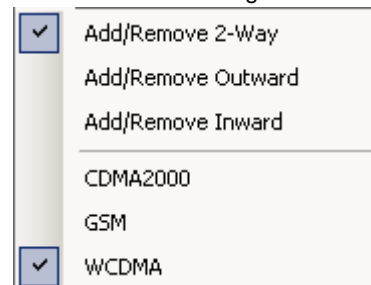 Add/Remove 2-Way
Add/Remove Outward
Add/Remove Inward
CDMA2000
GSM
WCDMA